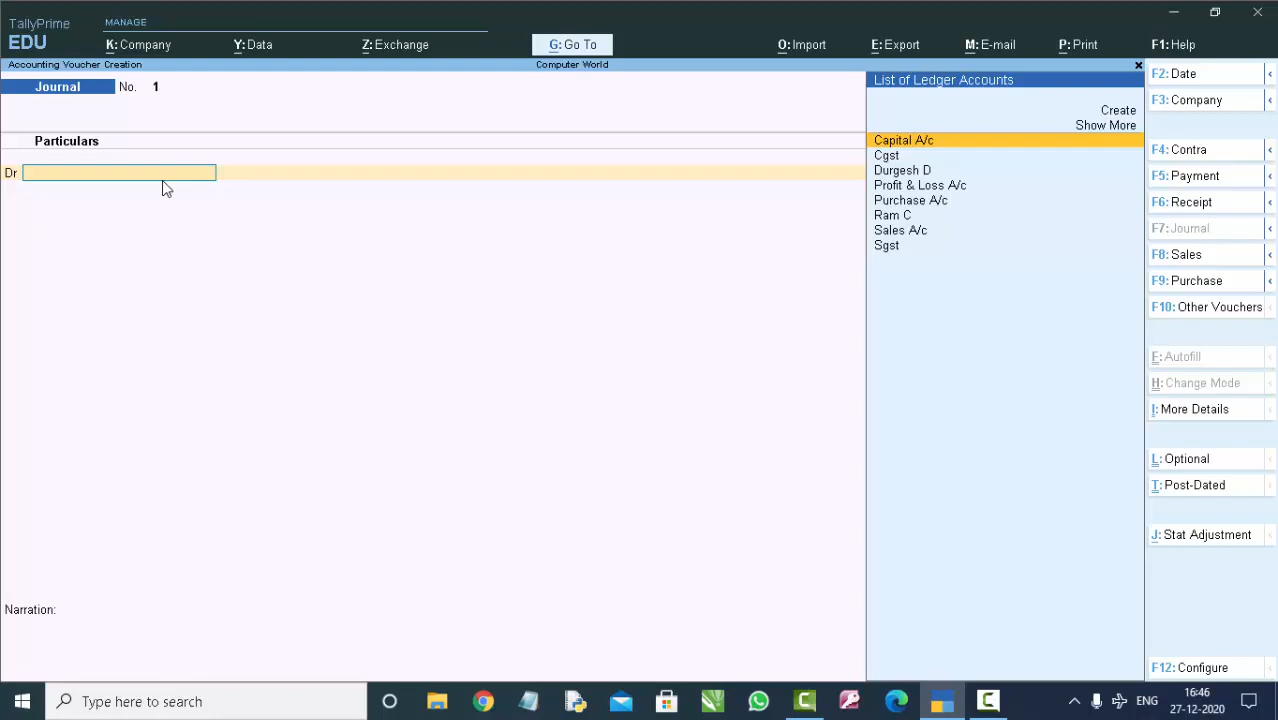 TallyPrime
EDU
MANAGE
K: Company
Y: Data
Z: Exchange
G: Go To
O: Import
E: Export
M: E-mail
P: Print
F1: Help
Accounting Voucher Creation
Computer World
Journal No. 1
Particulars
Dr
Narration:
List of Ledger Accounts
Create
Show More
Capital A/c
Cgst
Durgesh D
Profit & Loss A/c
Purchase A/c
Ram C
Sales A/c
Sgst
F2: Date
F3: Company
F4: Contra
F5: Payment
F6: Receipt
F7: Journal
F8: Sales
F9: Purchase
F10: Other Vouchers
E: Autofill
H: Change Mode
I: More Details
L: Optional
T: Post-Dated
J: Stat Adjustment
F12: Configure
Type here to search
ENG
16:46
27-12-2020